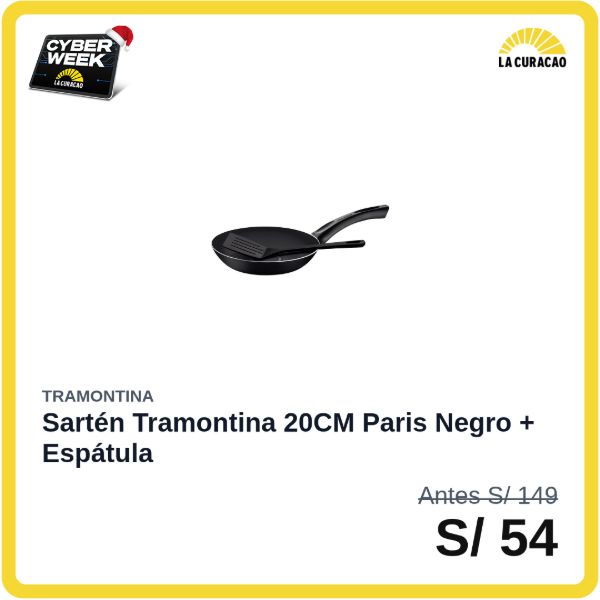 CYBER
WEEK
LA CURACAO
LA CURACAO
TRAMONTINA
Sartén Tramontina 20CM Paris Negro +
Espátula
Antes S/ 149
S/ 54